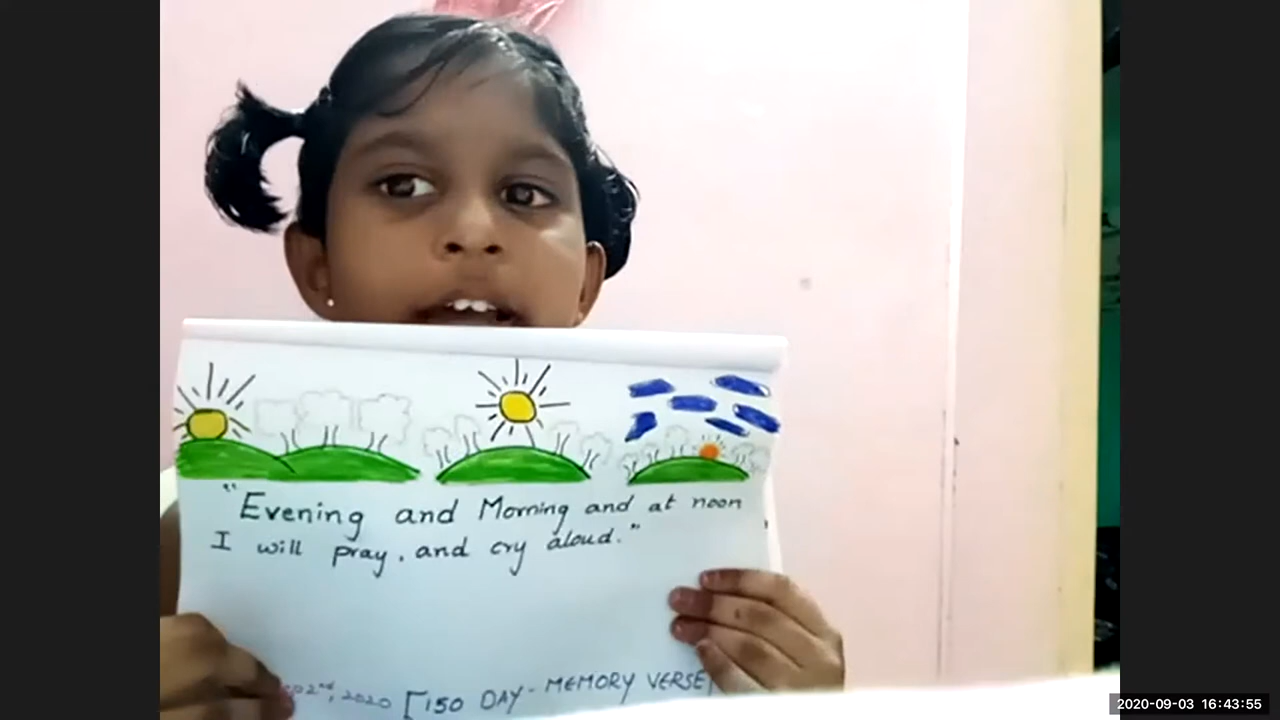 "Evening and Morning and at noon
I will pray, and cry aloud."
2nd, 2020 [150 DAY - MEMORY VERSE
2020-09-03 16:43:55